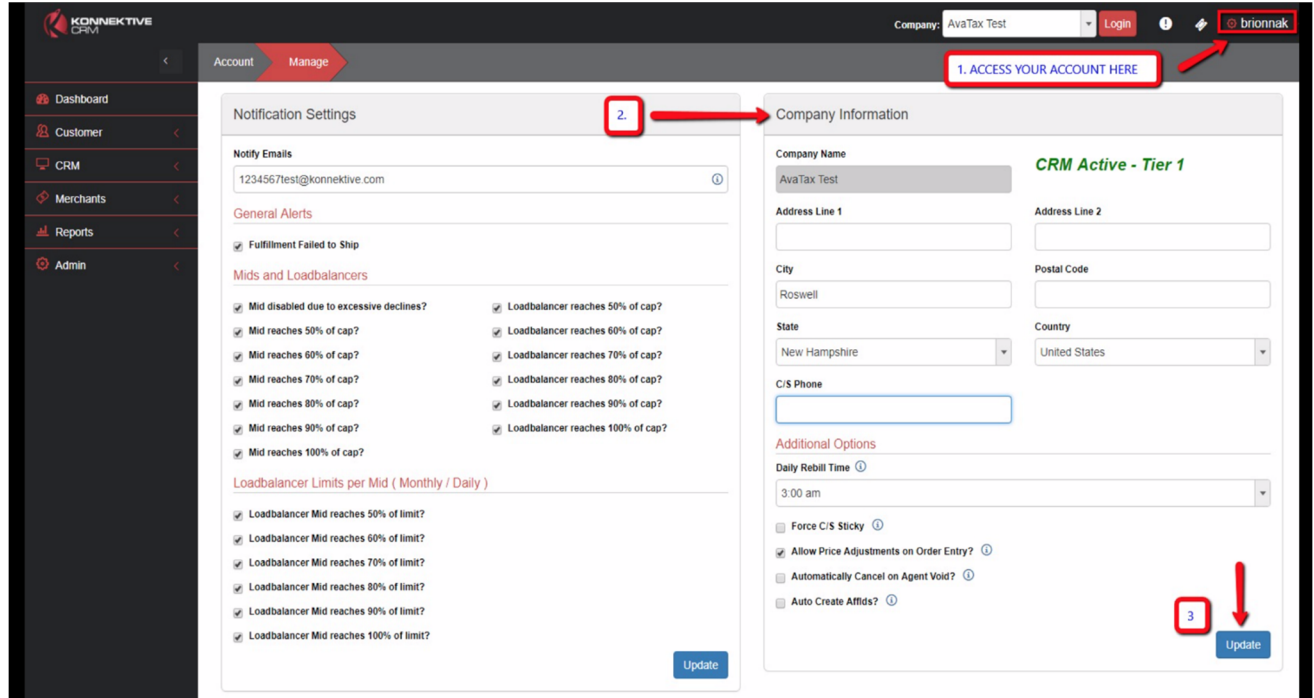 KONNEKTIVE
CRM
Company: AvaTax Test Login brionnak
Account Manage
1. ACCESS YOUR ACCOUNT HERE
Dashboard
Customer
CRM
Merchants
Reports
Admin
Notification Settings
2.
Notify Emails
1234567test@konnektive.com
General Alerts
Fulfillment Failed to Ship
Mids and Loadbalancers
Mid disabled due to excessive declines? Loadbalancer reaches 50% of cap?
Mid reaches 50% of cap? Loadbalancer reaches 60% of cap?
Mid reaches 60% of cap? Loadbalancer reaches 70% of cap?
Mid reaches 70% of cap? Loadbalancer reaches 80% of cap?
Mid reaches 80% of cap? Loadbalancer reaches 90% of cap?
Mid reaches 90% of cap? Loadbalancer reaches 100% of cap?
Mid reaches 100% of cap?
Loadbalancer Limits per Mid ( Monthly / Daily )
Loadbalancer Mid reaches 50% of limit?
Loadbalancer Mid reaches 60% of limit?
Loadbalancer Mid reaches 70% of limit?
Loadbalancer Mid reaches 80% of limit?
Loadbalancer Mid reaches 90% of limit?
Loadbalancer Mid reaches 100% of limit?
Update
Company Information
Company Name
AvaTax Test
CRM Active - Tier 1
Address Line 1 Address Line 2
City Postal Code
Roswell
State Country
New Hampshire United States
C/S Phone
Additional Options
Daily Rebill Time
3:00 am
Force C/S Sticky
Allow Price Adjustments on Order Entry?
Automatically Cancel on Agent Void?
Auto Create AffIds?
3
Update